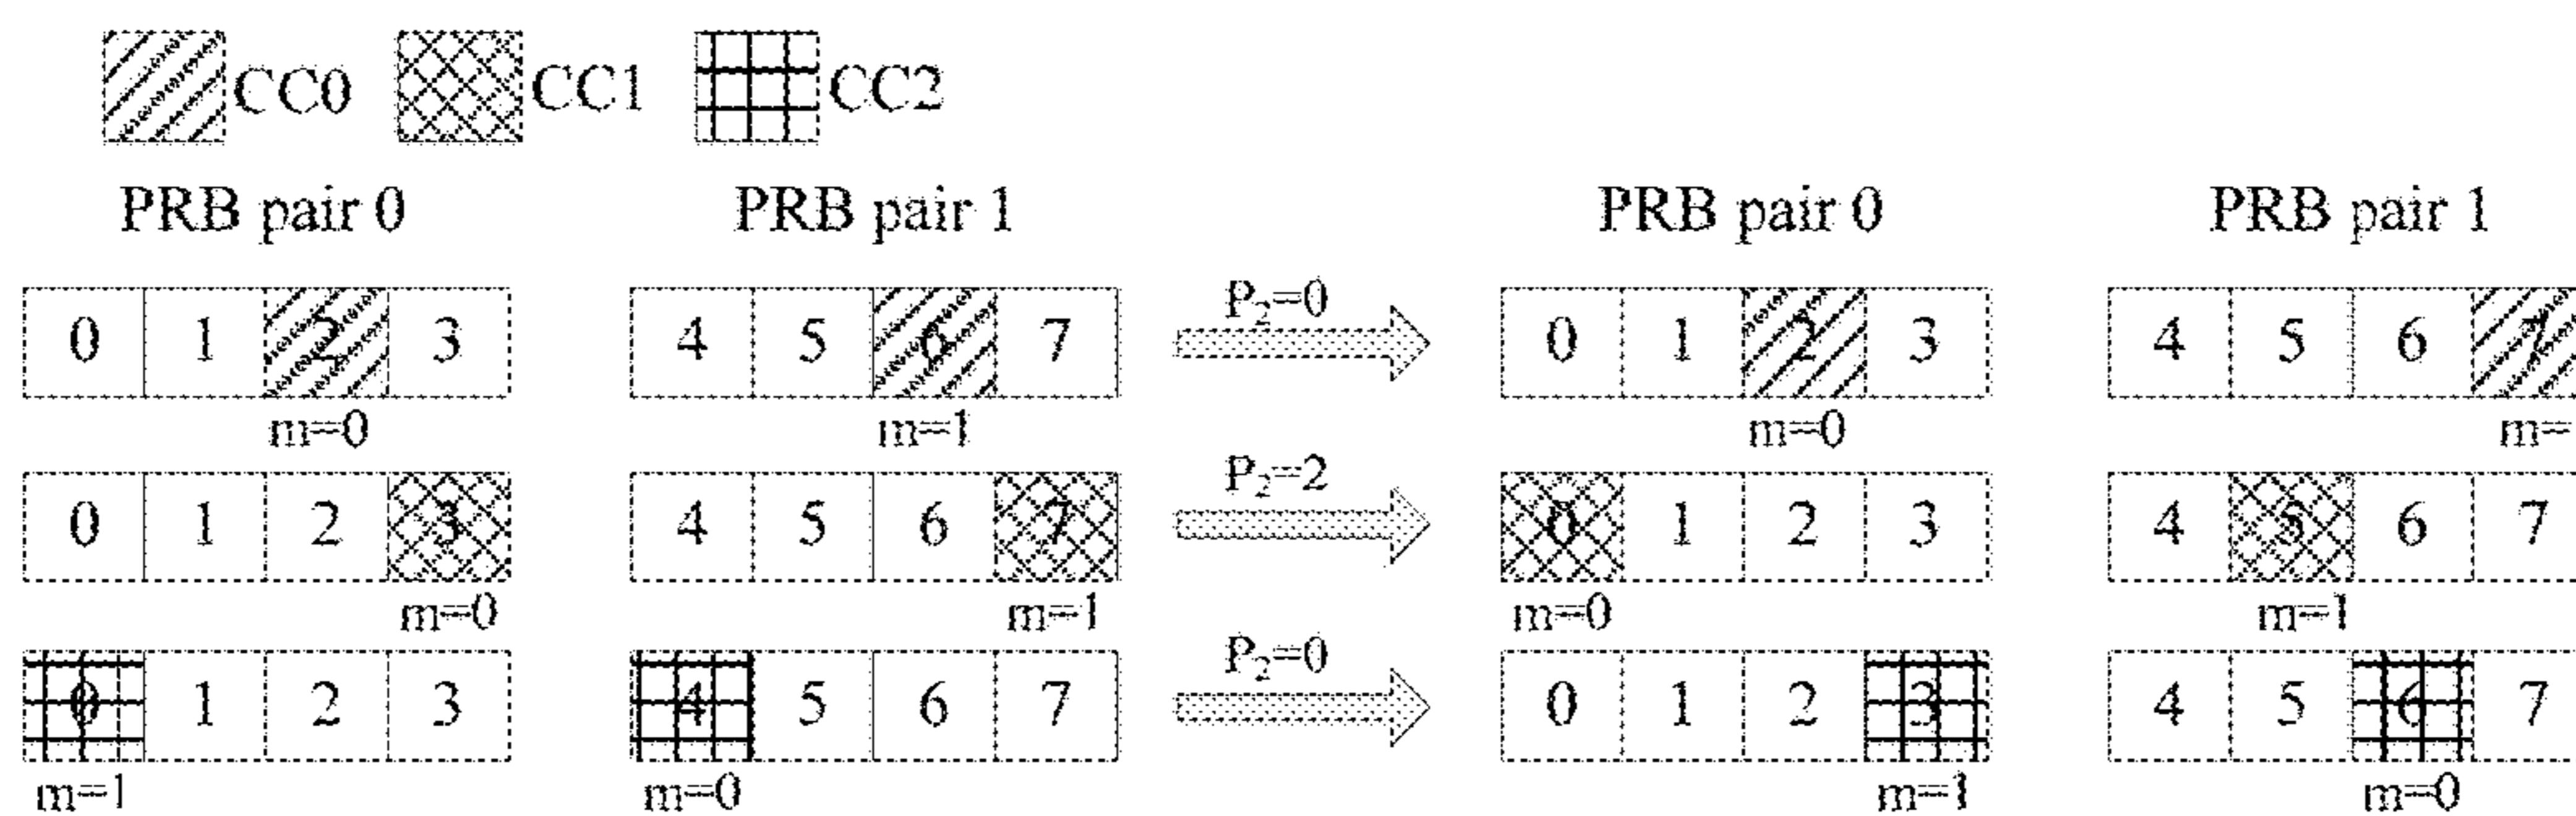 CC0 CC1 CC2
PRB pair 0 PRB pair 1 PRB pair 0 PRB pair 1
0 1 2 3 4 5 6 7 P₂=0 0 1 2 3 4 5 6 7
m=0 m=1 m=0 m=
0 1 2 3 4 5 6 7 P₂=2 0 1 2 3 4 5 6 7
m=0 m=1 m=0 m=1
0 1 2 3 4 5 6 7 P₂=0 0 1 2 3 4 5 6 7
m=1 m=0 m=1 m=0